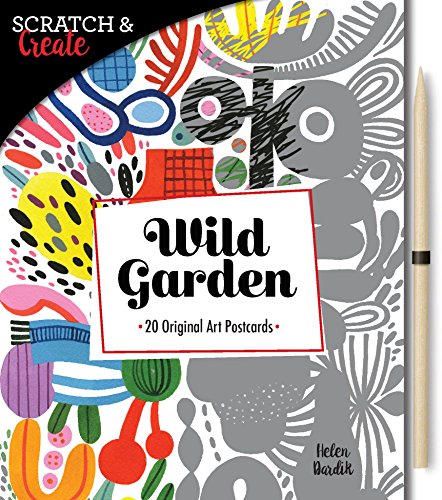 SCRATCH &
Create
Wild
Garden
• 20 Original Art Postcards •
Helen
Dardik